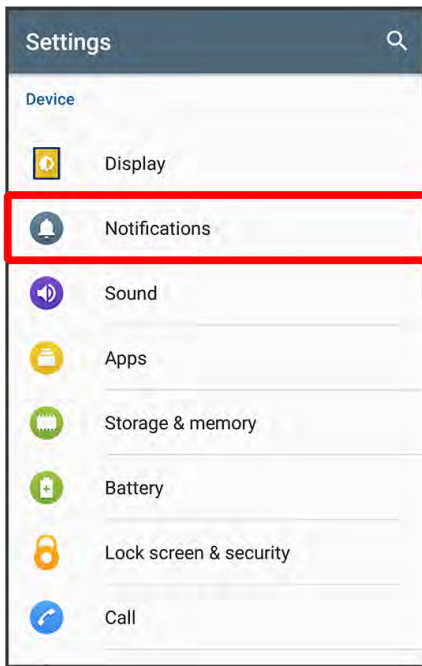 Settings
Device
Display
Notifications
Sound
Apps
Storage & memory
Battery
Lock screen & security
Call